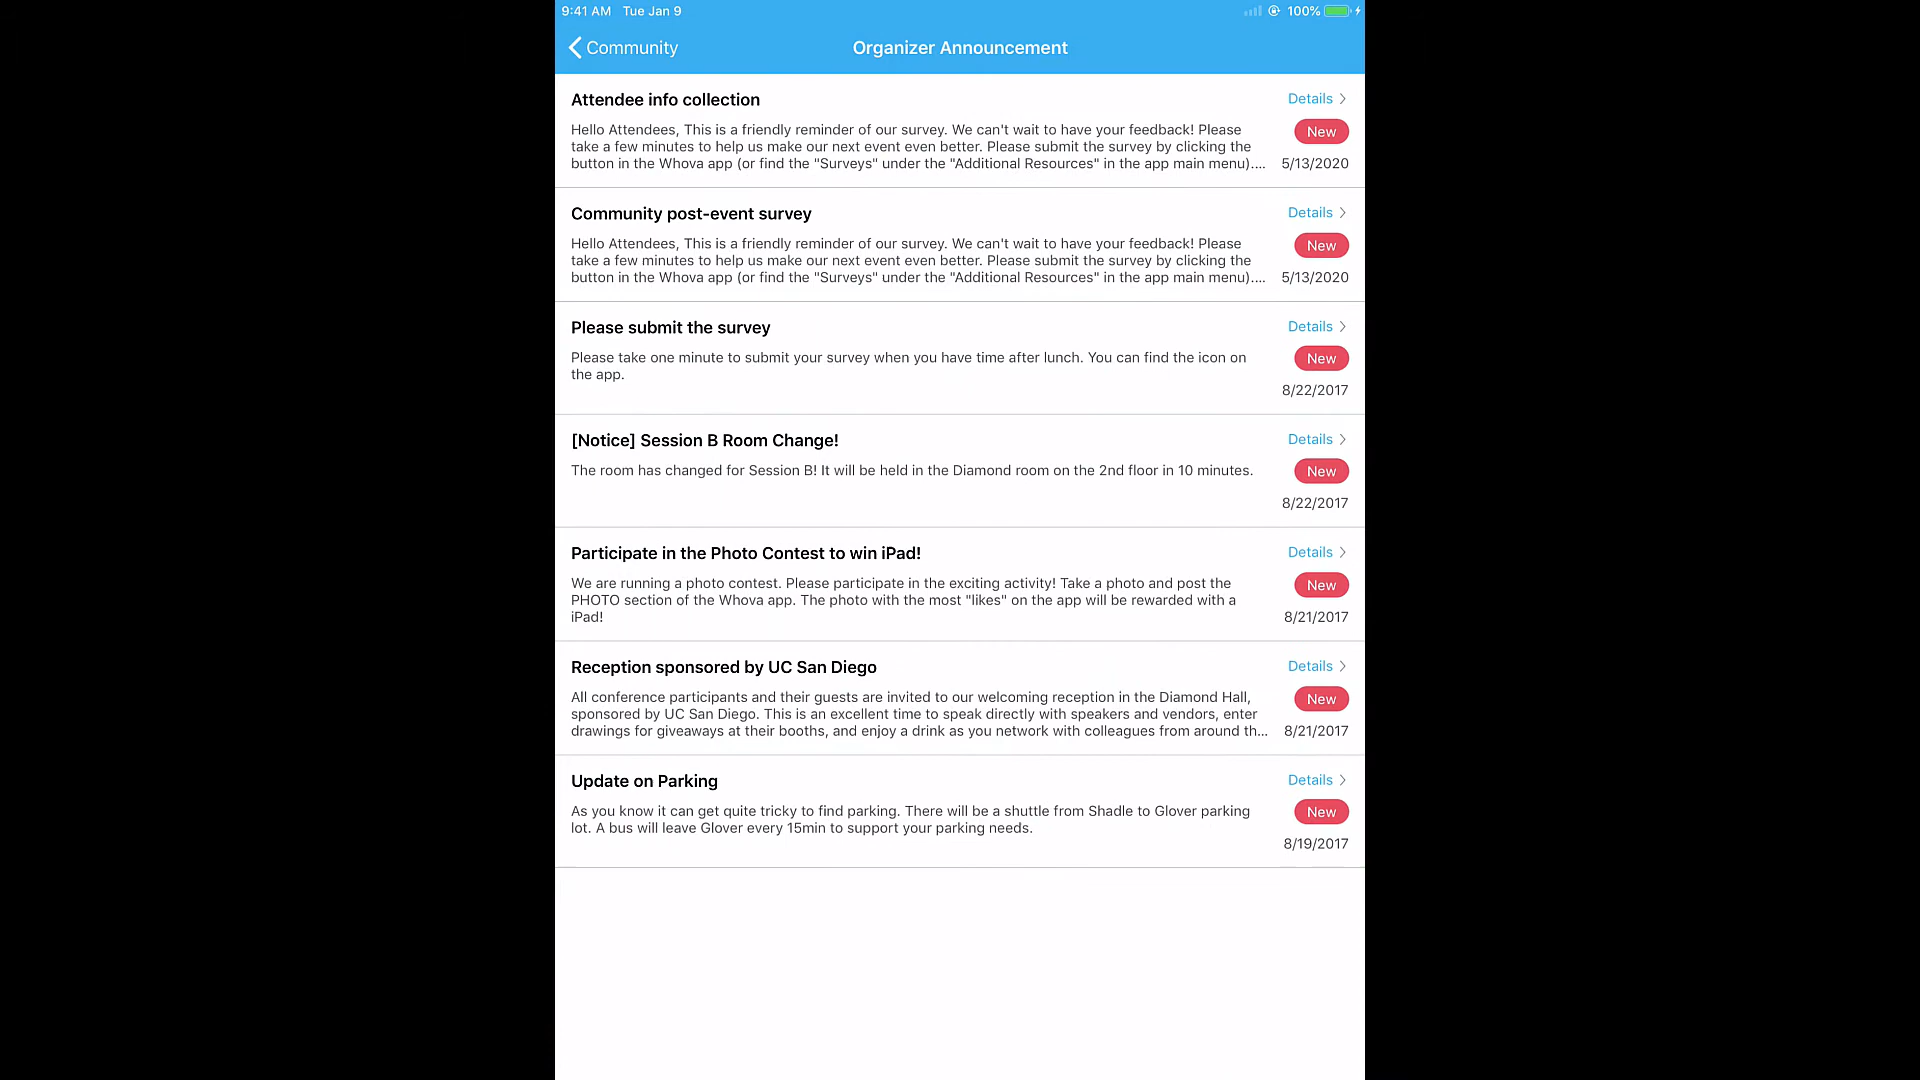 9:41 AM Tue Jan 9 100%
Community Organizer Announcement
Attendee info collection Details
Hello Attendees, This is a friendly reminder of our survey. We can't wait to have your feedback! Please
take a few minutes to help us make our next event even better. Please submit the survey by clicking the
button in the Whova app (or find the "Surveys" under the "Additional Resources" in the app main menu)....
New
5/13/2020
Community post-event survey Details
Hello Attendees, This is a friendly reminder of our survey. We can't wait to have your feedback! Please
take a few minutes to help us make our next event even better. Please submit the survey by clicking the
button in the Whova app (or find the "Surveys" under the "Additional Resources" in the app main menu)....
New
5/13/2020
Please submit the survey Details
Please take one minute to submit your survey when you have time after lunch. You can find the icon on
the app.
New
8/22/2017
[Notice] Session B Room Change! Details
The room has changed for Session B! It will be held in the Diamond room on the 2nd floor in 10 minutes.
New
8/22/2017
Participate in the Photo Contest to win iPad! Details
We are running a photo contest. Please participate in the exciting activity! Take a photo and post the
PHOTO section of the Whova app. The photo with the most "likes" on the app will be rewarded with a
iPad!
New
8/21/2017
Reception sponsored by UC San Diego Details
All conference participants and their guests are invited to our welcoming reception in the Diamond Hall,
sponsored by UC San Diego. This is an excellent time to speak directly with speakers and vendors, enter
drawings for giveaways at their booths, and enjoy a drink as you network with colleagues from around th...
New
8/21/2017
Update on Parking Details
As you know it can get quite tricky to find parking. There will be a shuttle from Shadle to Glover parking
lot. A bus will leave Glover every 15min to support your parking needs.
New
8/19/2017